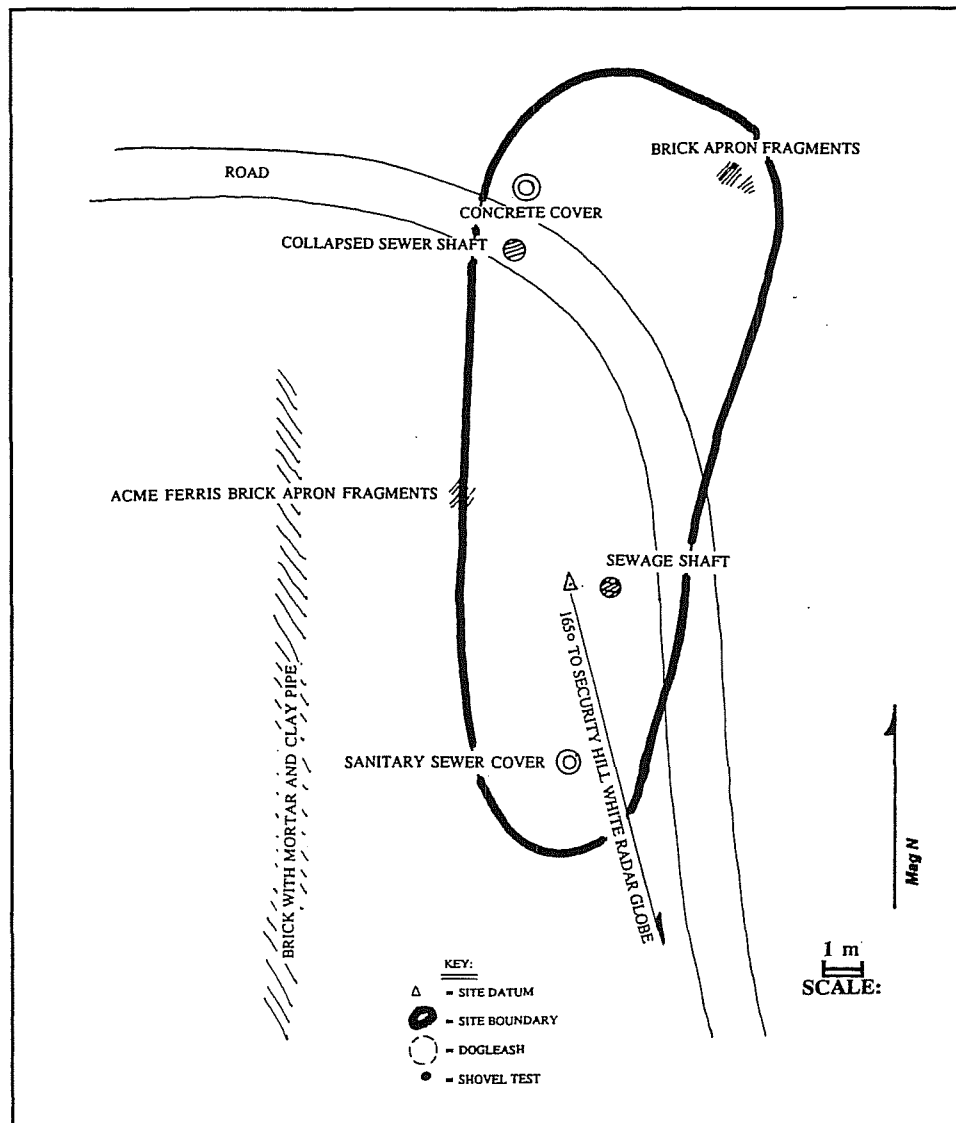 BRICK APRON FRAGMENTS
ROAD
CONCRETE COVER
COLLAPSED SEWER SHAFT
ACME FERRIS BRICK APRON FRAGMENTS
SEWAGE SHAFT
165o TO SECURITY HILL WHITE RADAR GLOBE
BRICK WITH MORTAR AND CLAY PIPE
SANITARY SEWER COVER
Mag N
1 m
SCALE:
KEY:
= SITE DATUM
= SITE BOUNDARY
= DOGLEASH
= SHOVEL TEST